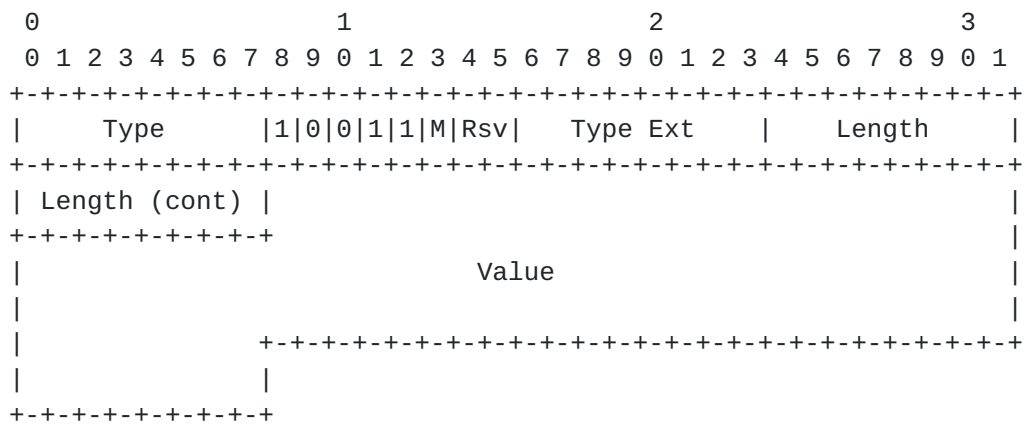 0                   1                   2                   3
 0 1 2 3 4 5 6 7 8 9 0 1 2 3 4 5 6 7 8 9 0 1 2 3 4 5 6 7 8 9 0 1
+-+-+-+-+-+-+-+-+-+-+-+-+-+-+-+-+-+-+-+-+-+-+-+-+-+-+-+-+-+-+-+-+
|      Type     |1|0|0|1|1|M|Rsv|   Type Ext    |    Length     |
+-+-+-+-+-+-+-+-+-+-+-+-+-+-+-+-+-+-+-+-+-+-+-+-+-+-+-+-+-+-+-+-+
| Length (cont) |                                               |
+-+-+-+-+-+-+-+-+                                               |
|                             Value                             |
|                                                               |
|               +-+-+-+-+-+-+-+-+-+-+-+-+-+-+-+-+-+-+-+-+-+-+-+-+
|               |
+-+-+-+-+-+-+-+-+